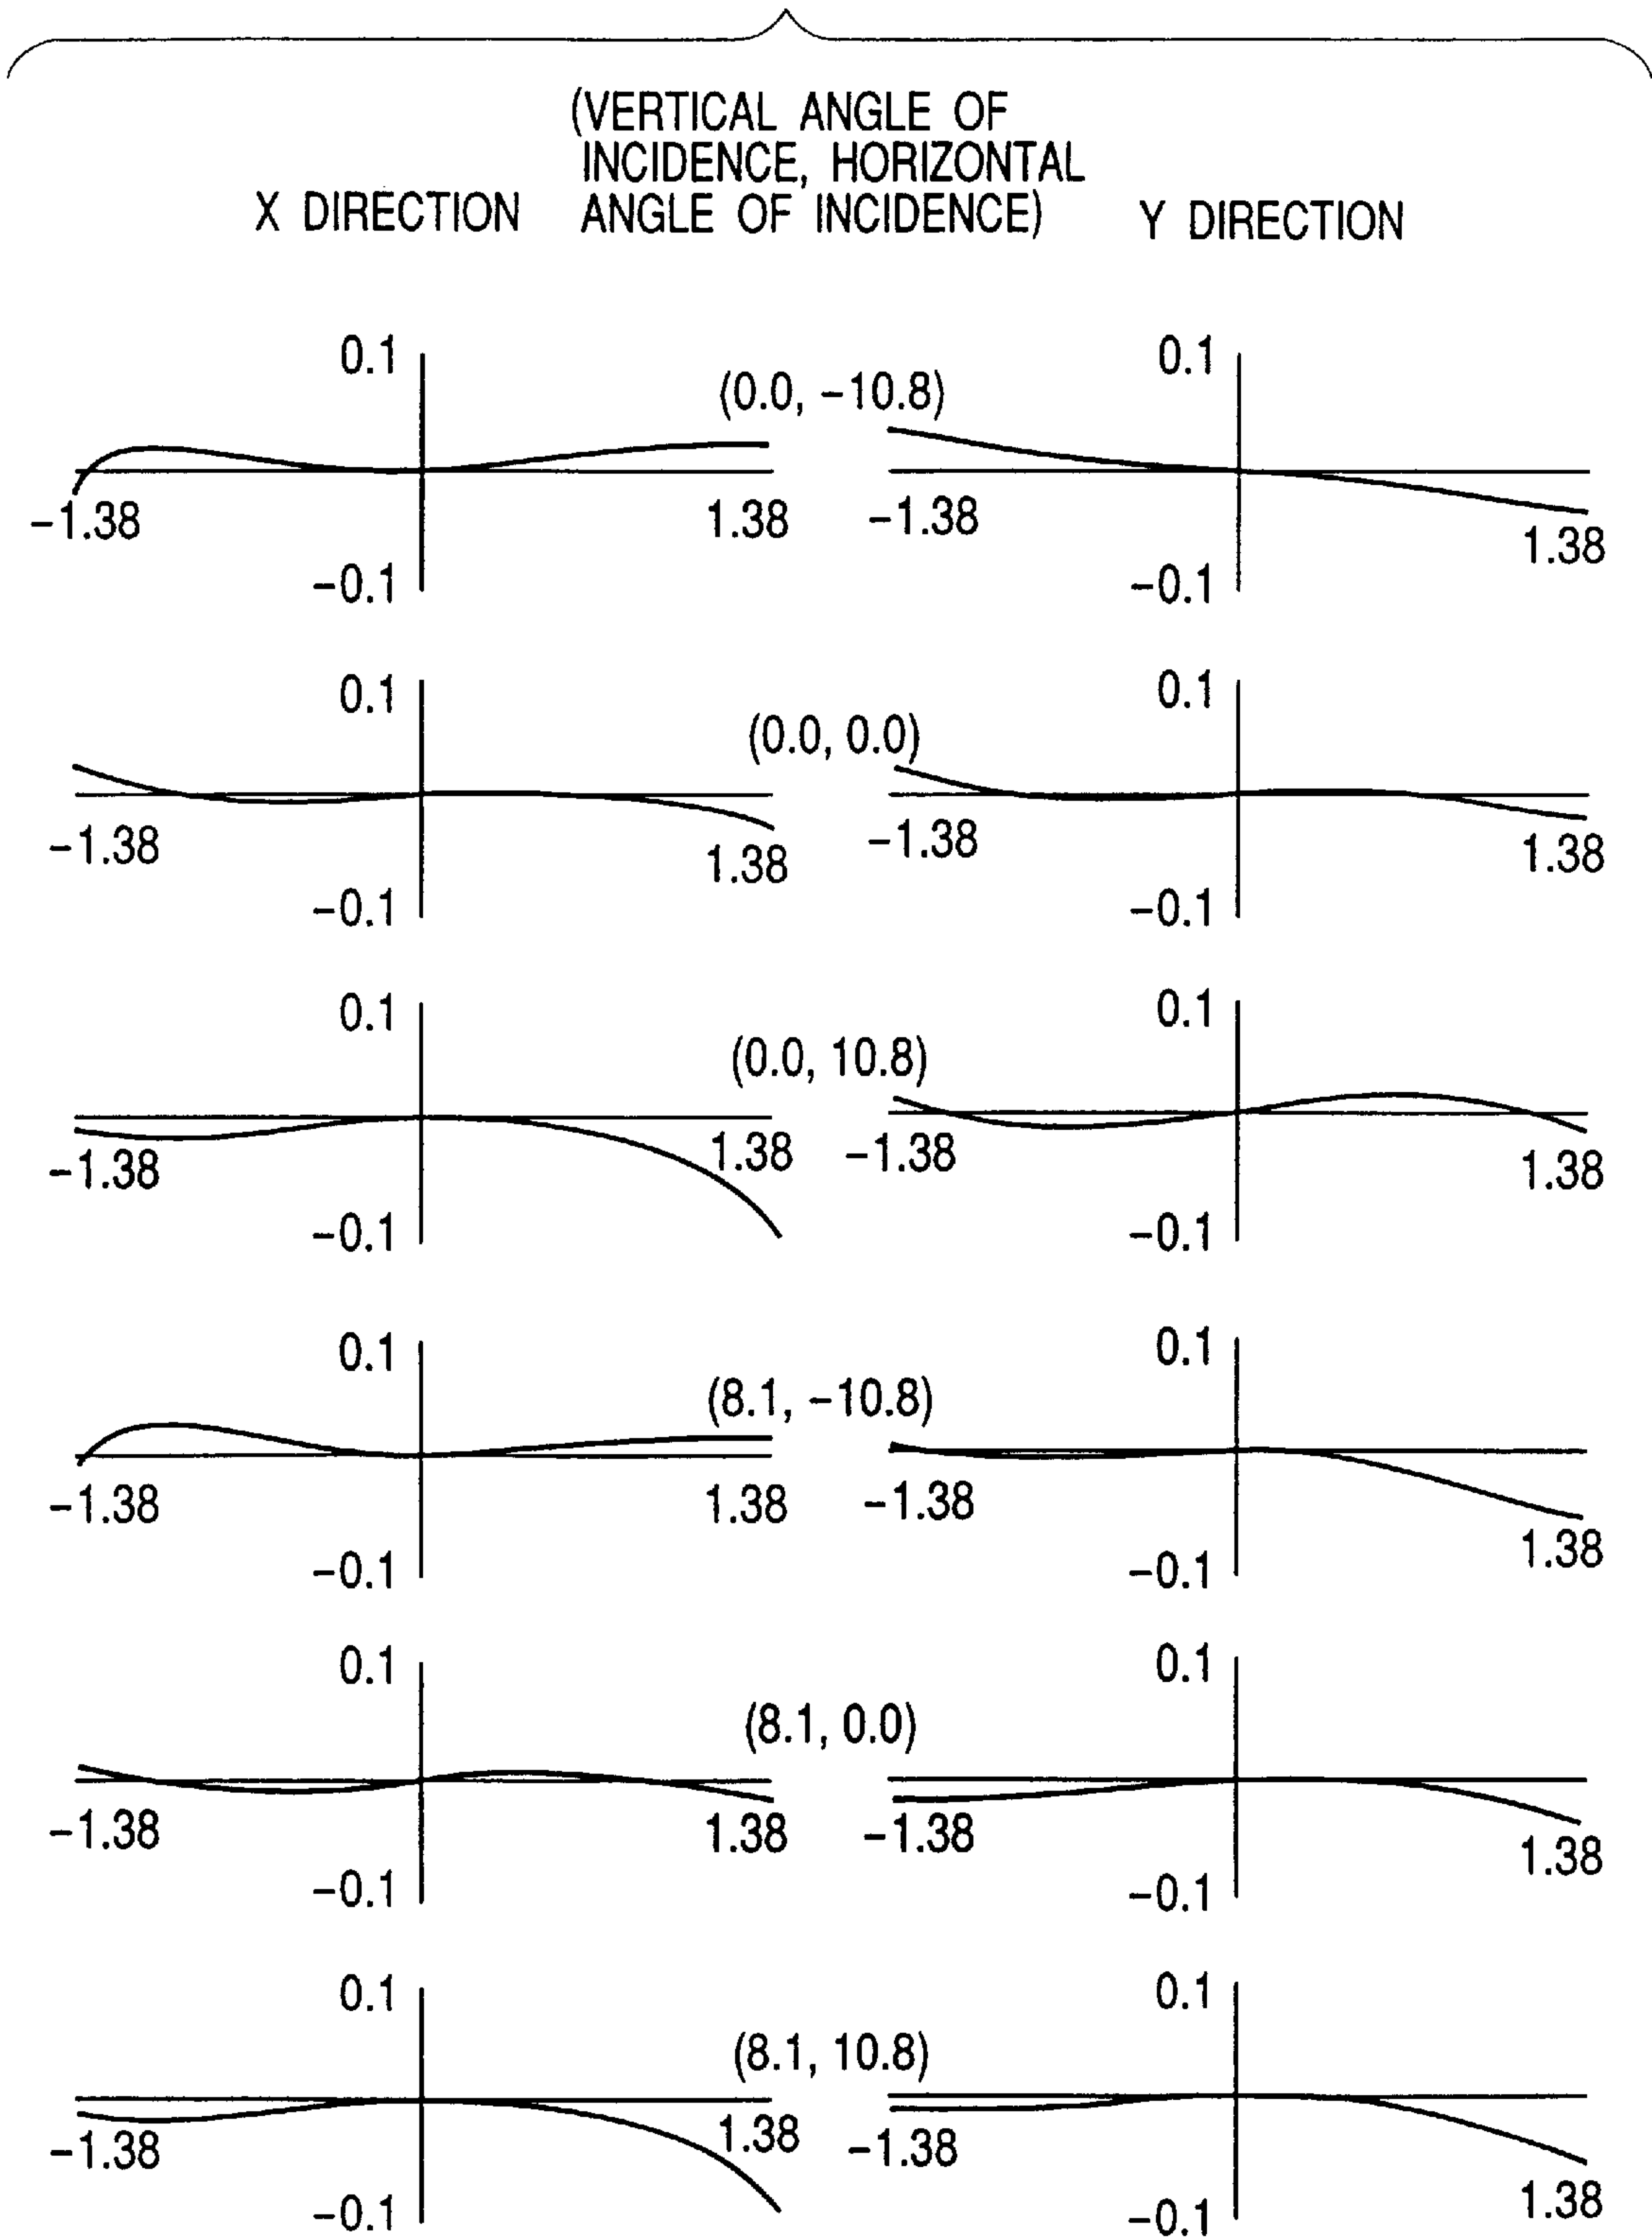 (VERTICAL ANGLE OF
INCIDENCE, HORIZONTAL
X DIRECTION ANGLE OF INCIDENCE) Y DIRECTION
0.1 0.1
(0.0, −10.8)
−1.38 1.38 −1.38 1.38
−0.1 −0.1
0.1 0.1
(0.0, 0.0)
−1.38 1.38 −1.38 1.38
−0.1 −0.1
0.1 0.1
(0.0, 10.8)
−1.38 1.38 −1.38 1.38
−0.1 −0.1
0.1 0.1
(8.1, −10.8)
−1.38 1.38 −1.38 1.38
−0.1 −0.1
0.1 0.1
(8.1, 0.0)
−1.38 1.38 −1.38 1.38
−0.1 −0.1
0.1 0.1
(8.1, 10.8)
−1.38 1.38 −1.38 1.38
−0.1 −0.1